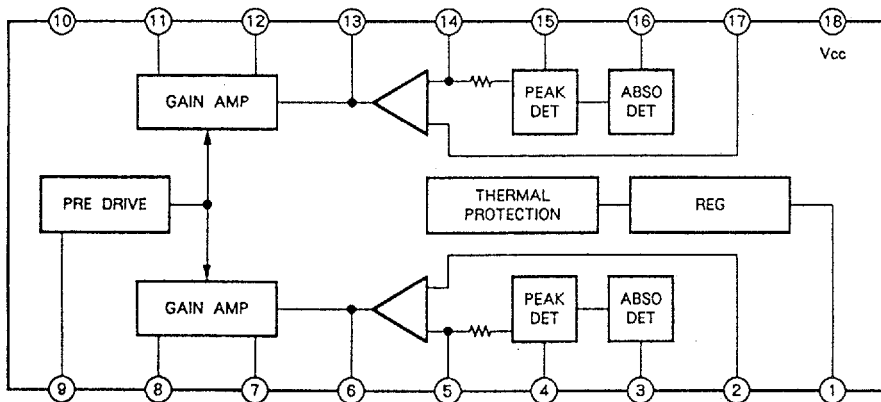 10 11 12 13 14 15 16 17 18
Vcc
GAIN AMP
PEAK
DET
ABSO
DET
PRE DRIVE
THERMAL
PROTECTION
REG
GAIN AMP
PEAK
DET
ABSO
DET
9 8 7 6 5 4 3 2 1